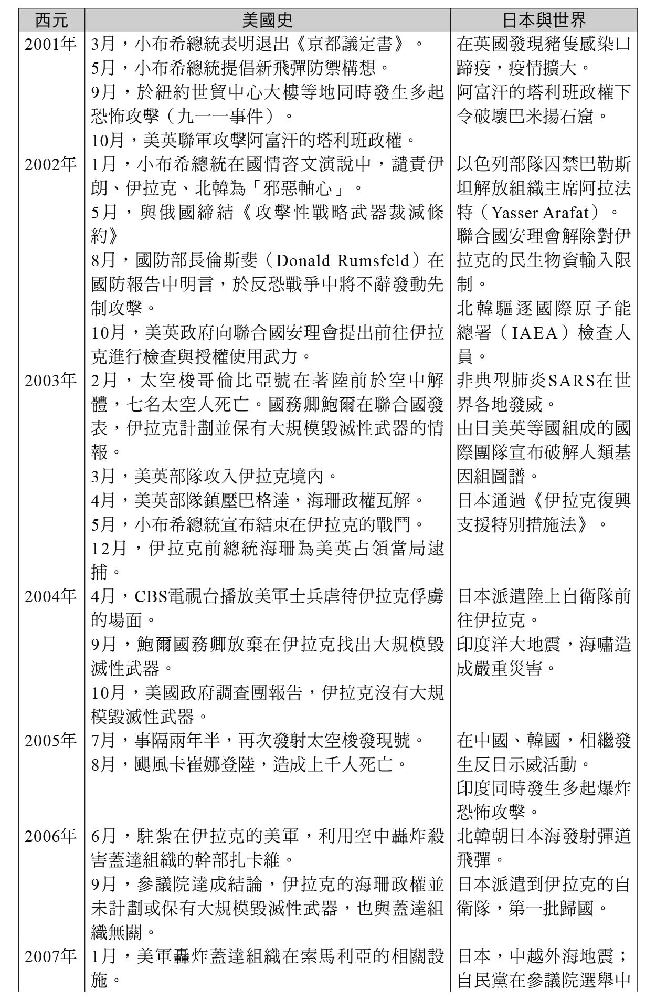 西元 美國史 日本與世界
2001年
3月，小布希總統表明退出《京都議定書》。
5月，小布希總統提倡新飛彈防禦構想。
9月，於紐約世貿中心大樓等地同時發生多起
恐怖攻擊（九一一事件）。
10月，美英聯軍攻擊阿富汗的塔利班政權。
在英國發現豬隻感染口
蹄疫，疫情擴大。
阿富汗的塔利班政權下
令破壞巴米揚石窟。
2002年
1月，小布希總統在國情咨文演說中，譴責伊
朗、伊拉克、北韓為「邪惡軸心」。
5月，與俄國締結《攻擊性戰略武器裁減條
約》
8月，國防部長倫斯斐（Donald Rumsfeld）在
國防報告中明言，於反恐戰爭中將不辭發動先
制攻擊。
10月，美英政府向聯合國安理會提出前往伊拉
克進行檢查與授權使用武力。
以色列部隊囚禁巴勒斯
坦解放組織主席阿拉法
特（Yasser Arafat）。
聯合國安理會解除對伊
拉克的民生物資輸入限
制。
北韓驅逐國際原子能
總署（IAEA）檢查人
員。
2003年
2月，太空梭哥倫比亞號在著陸前於空中解
體，七名太空人死亡。國務卿鮑爾在聯合國發
表，伊拉克計劃並保有大規模毀滅性武器的情
報。
3月，美英部隊攻入伊拉克境內。
4月，美英部隊鎮壓巴格達，海珊政權瓦解。
5月，小布希總統宣布結束在伊拉克的戰鬥。
12月，伊拉克前總統海珊為美英占領當局逮
捕。
非典型肺炎SARS在世
界各地發威。
由日美英等國組成的國
際團隊宣布破解人類基
因組圖譜。
日本通過《伊拉克復興
支援特別措施法》。
2004年
4月，CBS電視台播放美軍士兵虐待伊拉克俘虜
的場面。
9月，鮑爾國務卿放棄在伊拉克找出大規模毀
滅性武器。
10月，美國政府調查團報告，伊拉克沒有大規
模毀滅性武器。
日本派遣陸上自衛隊前
往伊拉克。
印度洋大地震，海嘯造
成嚴重災害。
2005年
7月，事隔兩年半，再次發射太空梭發現號。
8月，颶風卡崔娜登陸，造成上千人死亡。
在中國、韓國，相繼發
生反日示威活動。
印度同時發生多起爆炸
恐怖攻擊。
2006年
6月，駐紮在伊拉克的美軍，利用空中轟炸殺
害蓋達組織的幹部扎卡維。
9月，參議院達成結論，伊拉克的海珊政權並
未計劃或保有大規模毀滅性武器，也與蓋達組
織無關。
北韓朝日本海發射彈道
飛彈。
日本派遣到伊拉克的自
衛隊，第一批歸國。
2007年
1月，美軍轟炸蓋達組織在索馬利亞的相關設
施。
日本，中越外海地震；
自民黨在參議院選舉中